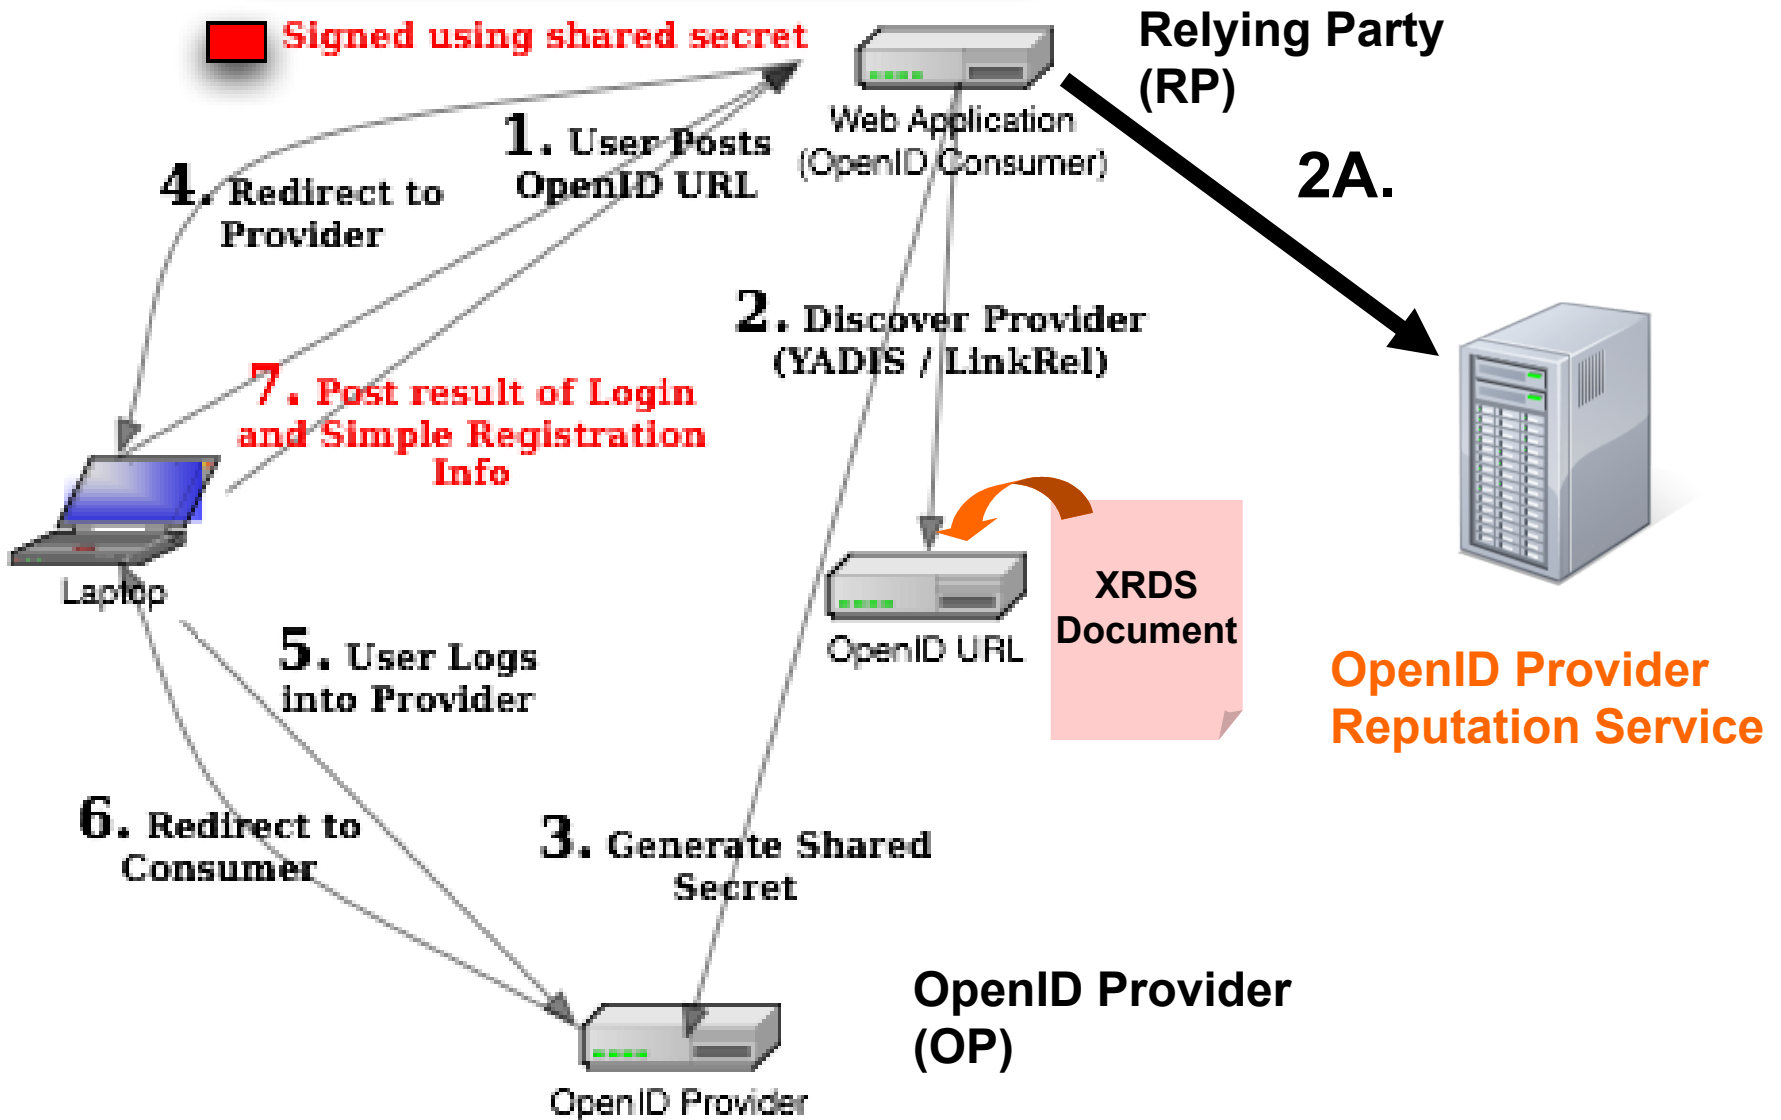 Signed using shared secret
Relying Party
(RP)
Web Application
(OpenID Consumer)
1. User Posts
OpenID URL
2A.
4. Redirect to
Provider
2. Discover Provider
(YADIS / LinkRel)
7. Post result of Login
and Simple Registration
Info
XRDS
Document
Laptop
OpenID URL
5. User Logs
into Provider
OpenID Provider
Reputation Service
6. Redirect to
Consumer
3. Generate Shared
Secret
OpenID Provider
(OP)
OpenID Provider